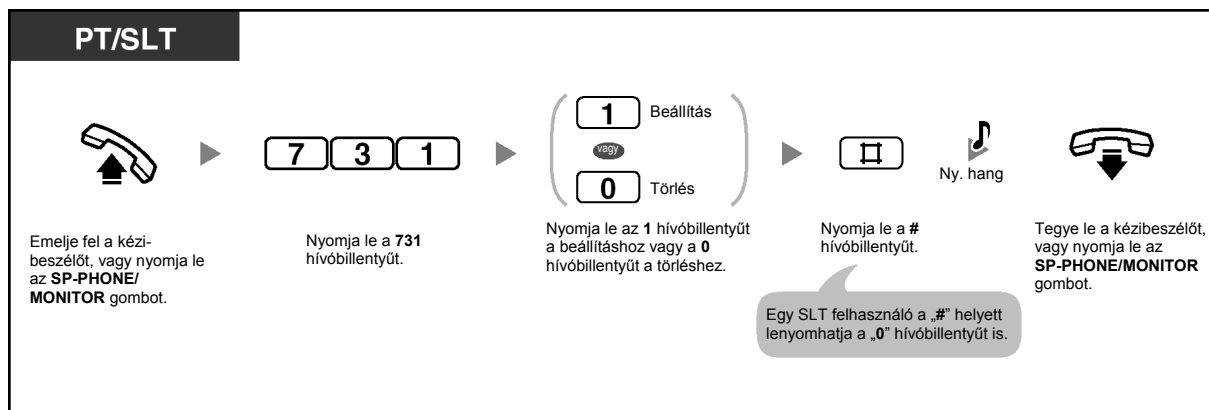 PT/SLT
7 3 1
1 Beállítás
vagy
0 Törlés
#
Ny. hang
Emelje fel a kézi-
beszélőt, vagy nyomja le
az SP-PHONE/
MONITOR gombot.
Nyomja le a 731
hívóbillentyűt.
Nyomja le az 1 hívóbillentyűt
a beállításhoz vagy a 0
hívóbillentyűt a törléshez.
Nyomja le a #
hívóbillentyűt.
Egy SLT felhasználó a „#” helyett
lenyomhatja a „0” hívóbillentyűt is.
Tegye le a kézibeszélőt,
vagy nyomja le az
SP-PHONE/MONITOR
gombot.